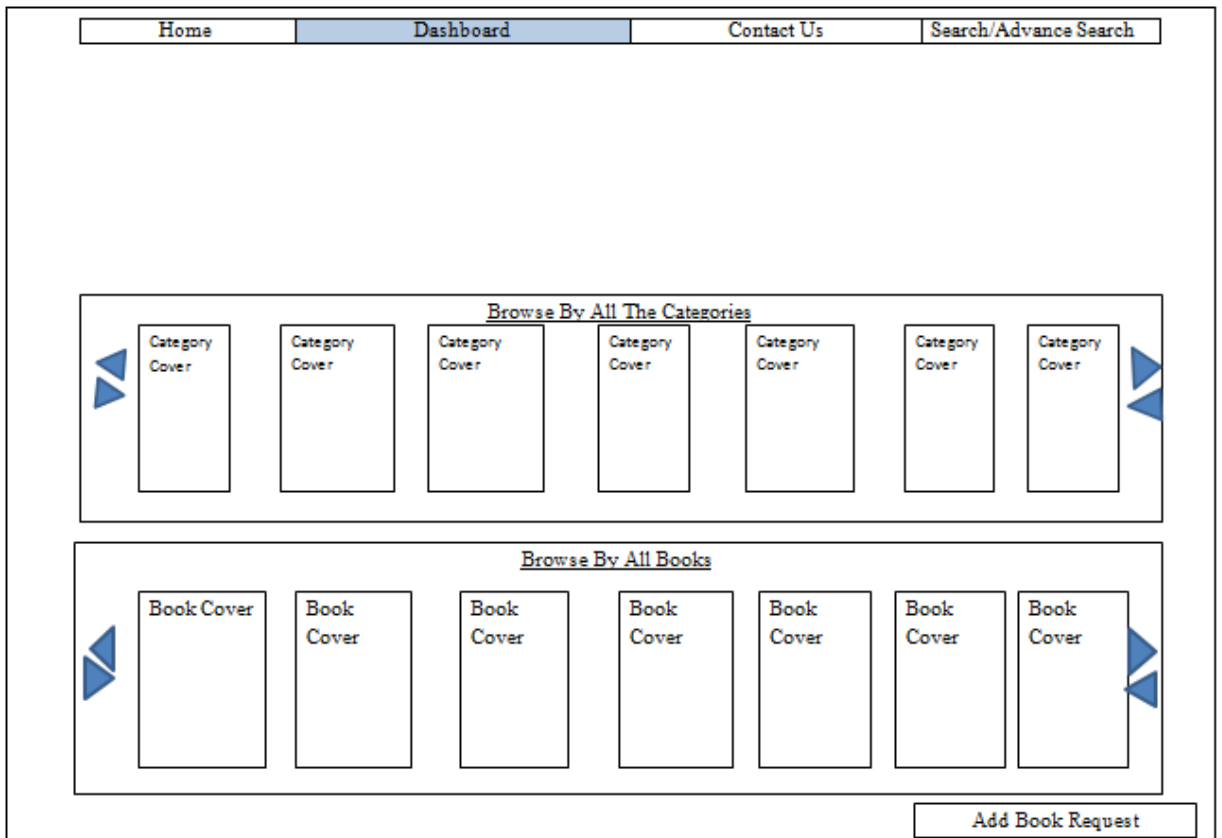 Home Dashboard Contact Us Search/Advance Search
Browse By All The Categories
Category Category Category Category Category Category Category
Cover Cover Cover Cover Cover Cover Cover
Browse By All Books
Book Cover Book Book Book Book Book Book
Cover Cover Cover Cover Cover Cover
Add Book Request